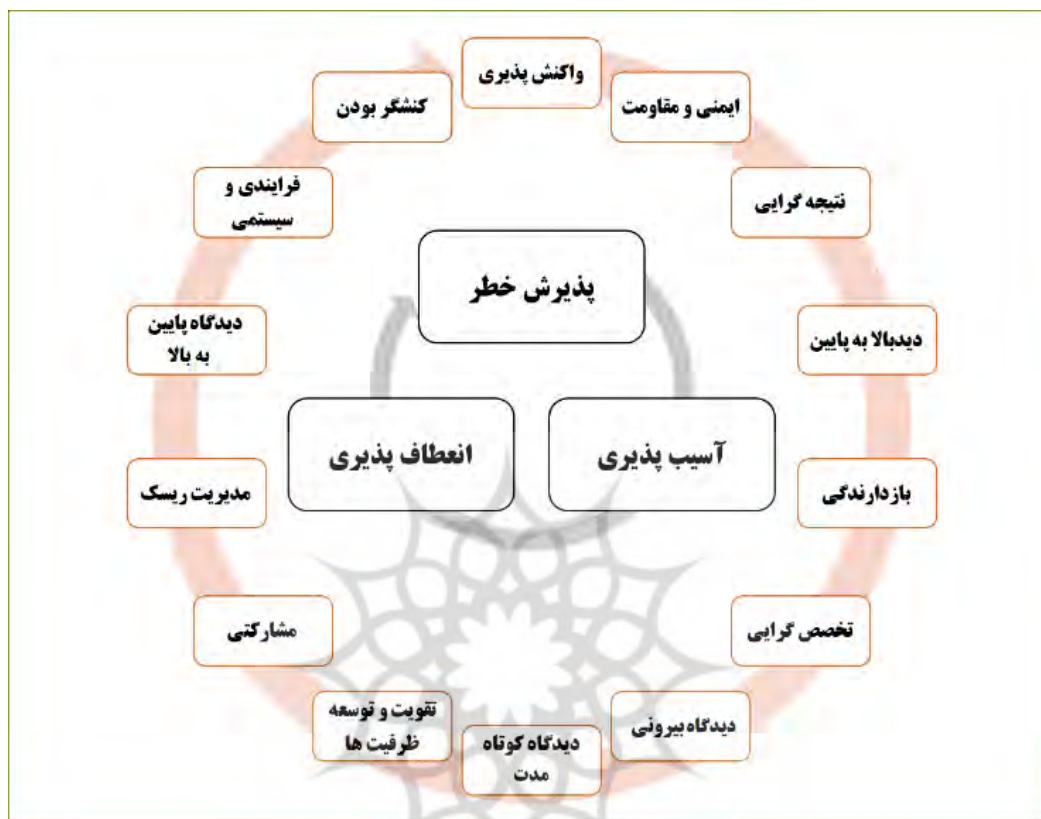 واکنش پذیری
ایمنی و مقاومت
نتیجه گرایی
دیدبالا به پایین
بازدارندگی
تخصص گرایی
دیدگاه بیرونی
دیدگاه کوتاه
مدت
تقویت و توسعه
ظرفیت ها
مشارکتی
مدیریت ریسک
دیدگاه پایین
به بالا
فرایندی و
سیستمی
کنشگر بودن
پذیرش خطر
آسیب پذیری
انعطاف پذیری